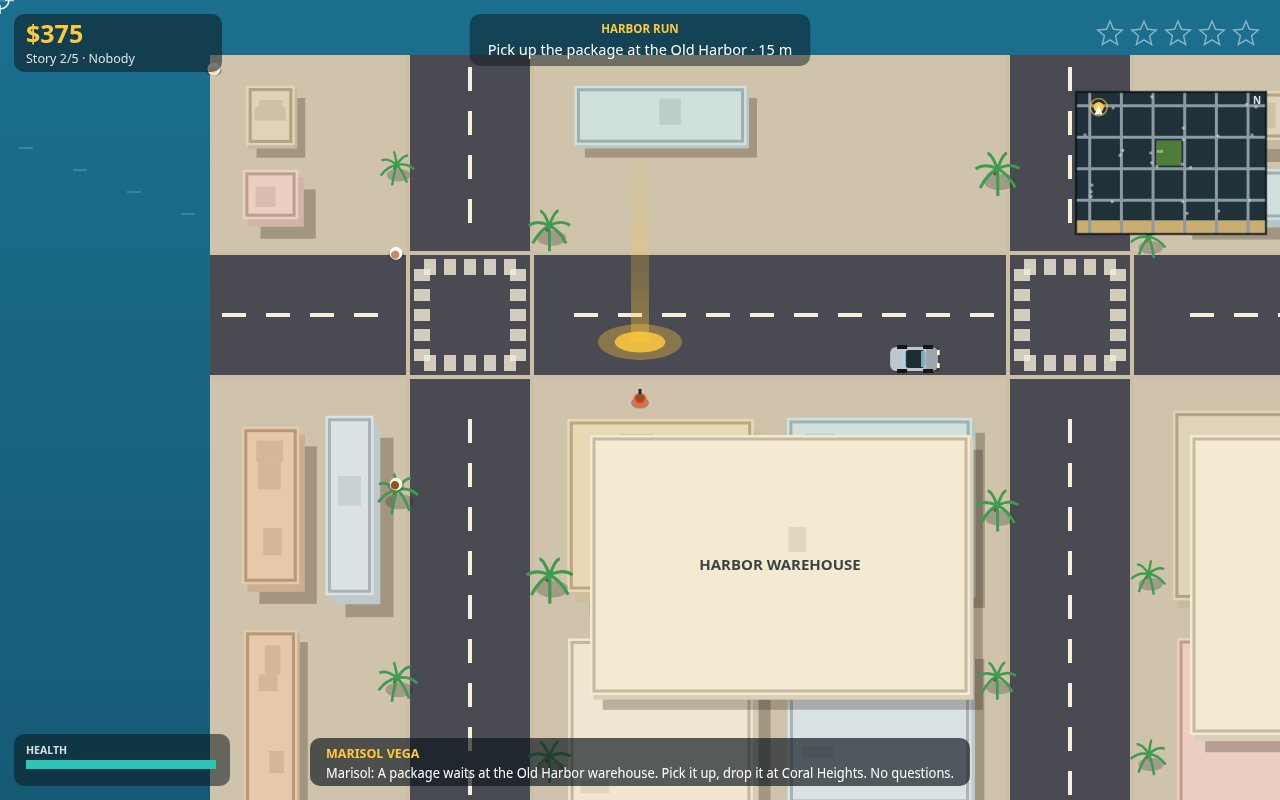 $375
Story 2/5 · Nobody
HARBOR RUN
Pick up the package at the Old Harbor · 15 m
N
HARBOR WAREHOUSE
HEALTH
MARISOL VEGA
Marisol: A package waits at the Old Harbor warehouse. Pick it up, drop it at Coral Heights. No questions.